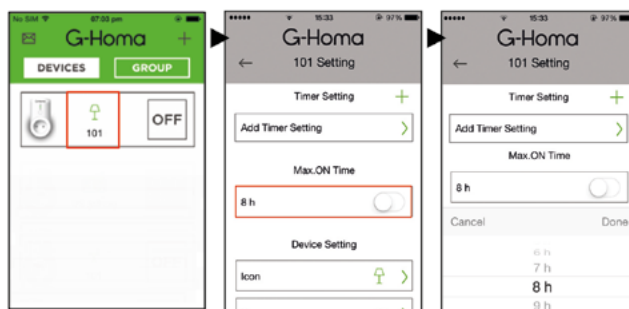 No SIM 07:03 pm
G-Homa
DEVICES GROUP
101
OFF
15:33 97%
G-Homa
101 Setting
Timer Setting
Add Timer Setting
Max.ON Time
8 h
Device Setting
Icon
15:33 97%
G-Homa
101 Setting
Timer Setting
Add Timer Setting
Max.ON Time
8 h
Cancel Done
6 h
7 h
8 h
9 h